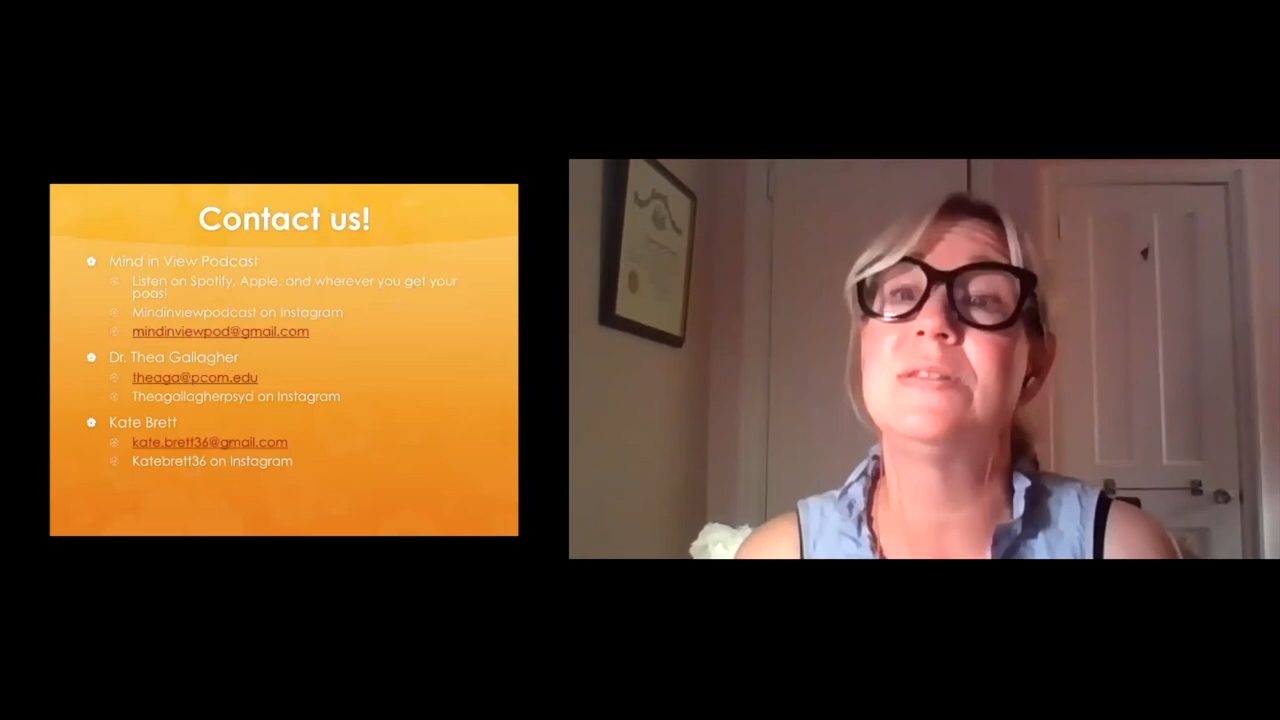 Contact us!
Mind in View Podcast
Listen on Spotify, Apple, and wherever you get your
pods!
Mindinviewpodcast on Instagram
mindinviewpod@gmail.com
Dr. Thea Gallagher
theaga@pcom.edu
Theagallagherpsyd on Instagram
Kate Brett
kate.brett36@gmail.com
Katebrett36 on Instagram